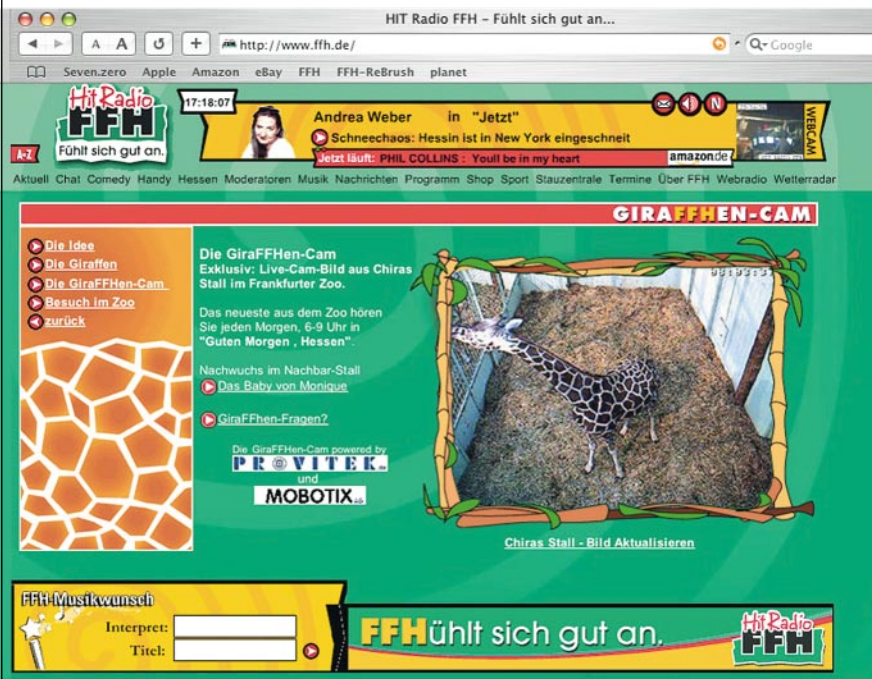 HIT Radio FFH – Fühlt sich gut an...
A A
http://www.ffh.de/
Google
Seven.zero Apple Amazon eBay FFH FFH-ReBrush planet
Hit Radio
FFH
Fühlt sich gut an.
A-Z
17:18:07
Andrea Weber in "Jetzt"
Schneechaos: Hessin ist in New York eingeschneit
Jetzt läuft: PHIL COLLINS : Youll be in my heart
amazon.de
N
WEBCAM
Aktuell Chat Comedy Handy Hessen Moderatoren Musik Nachrichten Programm Shop Sport Stauzentrale Termine Über FFH Webradio Wetterradar
GIRAFFHEN-CAM
Die Idee
Die Giraffen
Die GiraFFHen-Cam
Besuch im Zoo
zurück
Die GiraFFHen-Cam
Exklusiv: Live-Cam-Bild aus Chiras
Stall im Frankfurter Zoo.
Das neueste aus dem Zoo hören
Sie jeden Morgen, 6-9 Uhr in
"Guten Morgen , Hessen".
Nachwuchs im Nachbar-Stall
Das Baby von Monique
GiraFFhen-Fragen?
Die GiraFFHen-Cam powered by
PROVITEK
und
MOBOTIX
Chiras Stall - Bild Aktualisieren
FFH-Musikwunsch
Interpret:
Titel:
FFHühlt sich gut an.
Hit Radio
FFH